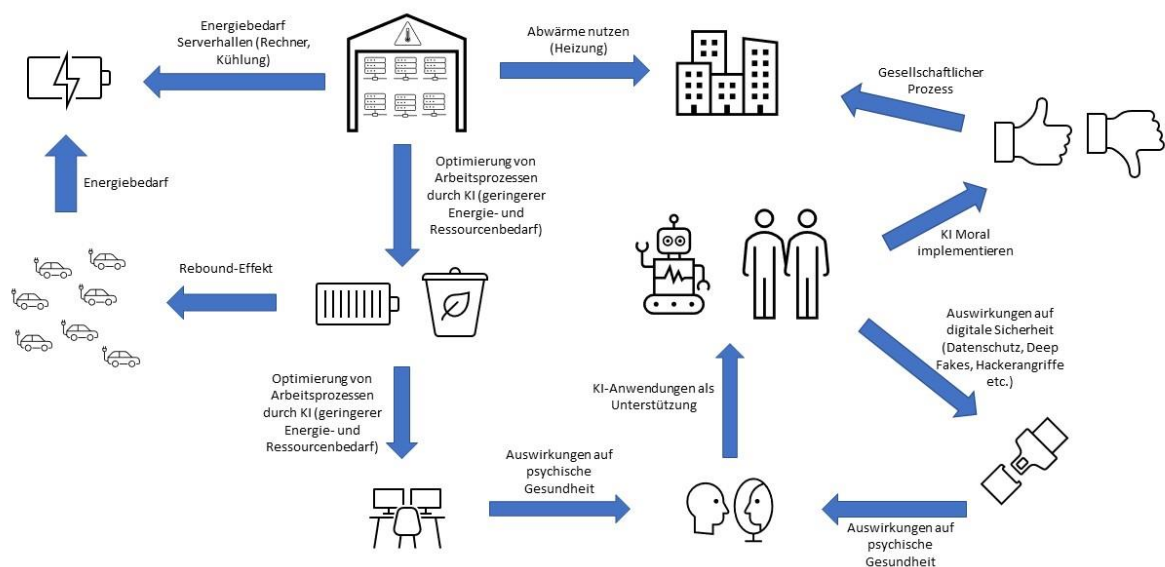 Energiebedarf
Serverhallen (Rechner,
Kühlung)
Abwärme nutzen
(Heizung)
Gesellschaftlicher
Prozess
Energiebedarf
Optimierung von
Arbeitsprozessen
durch KI (geringerer
Energie- und
Ressourcenbedarf)
KI Moral
implementieren
Rebound-Effekt
Auswirkungen auf
digitale Sicherheit
(Datenschutz, Deep
Fakes, Hackerangriffe
etc.)
Optimierung von
Arbeitsprozessen
durch KI (geringerer
Energie- und
Ressourcenbedarf)
KI-Anwendungen als
Unterstützung
Auswirkungen auf
psychische
Gesundheit
Auswirkungen auf
psychische
Gesundheit